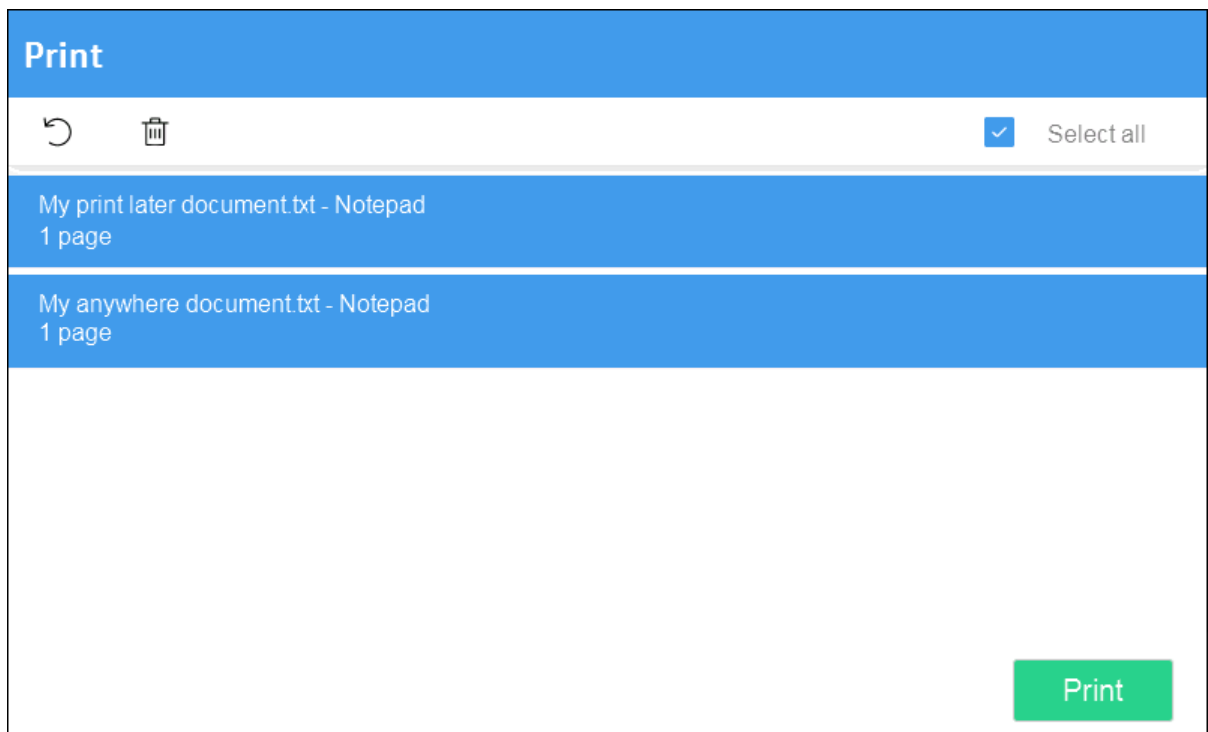 Print
Select all
My print later document.txt - Notepad
1 page
My anywhere document.txt - Notepad
1 page
Print